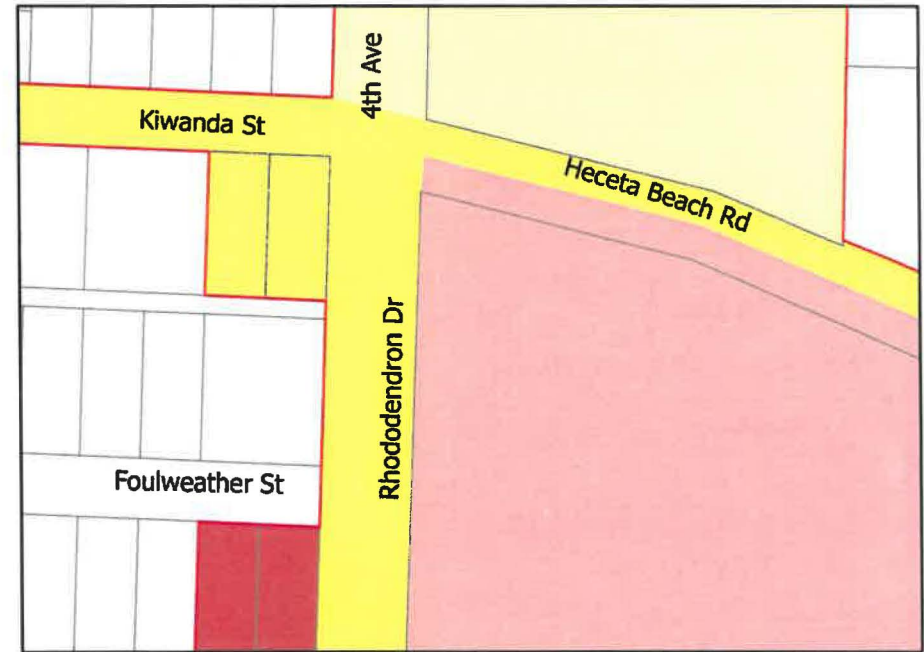 4th Ave
Kiwanda St
Heceta Beach Rd
Rhododendron Dr
Foulweather St